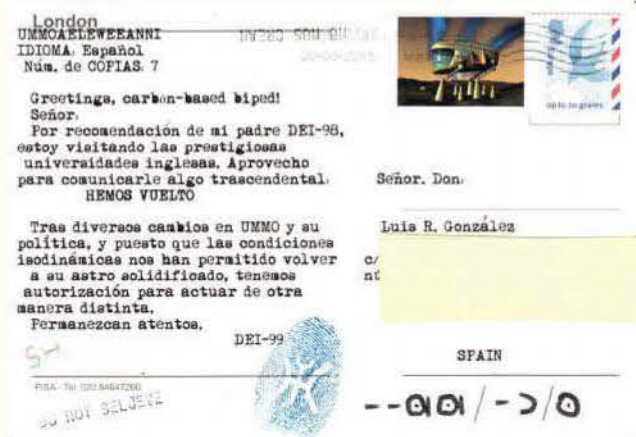 London
UMMOAELEWEEANNI
IDIOMA: Español
Núm. de COPIAS: 7
Greetings, carbon-based biped!
Señor:
Por recomendación de mi padre DEI-98,
estoy visitando las prestigiosas
universidades inglesas. Aprovecho
para comunicarle algo trascendental:
HEMOS VUELTO
Tras diversos cambios en UMMO y su
política, y puesto que las condiciones
isodinámicas nos han permitido volver
a su astro solidificado, tenemos
autorización para actuar de otra
manera distinta.
Permanezcan atentos.
DEI-99
up to 20 grams
Señor. Don:
Luis R. González
c/
nú
SPAIN